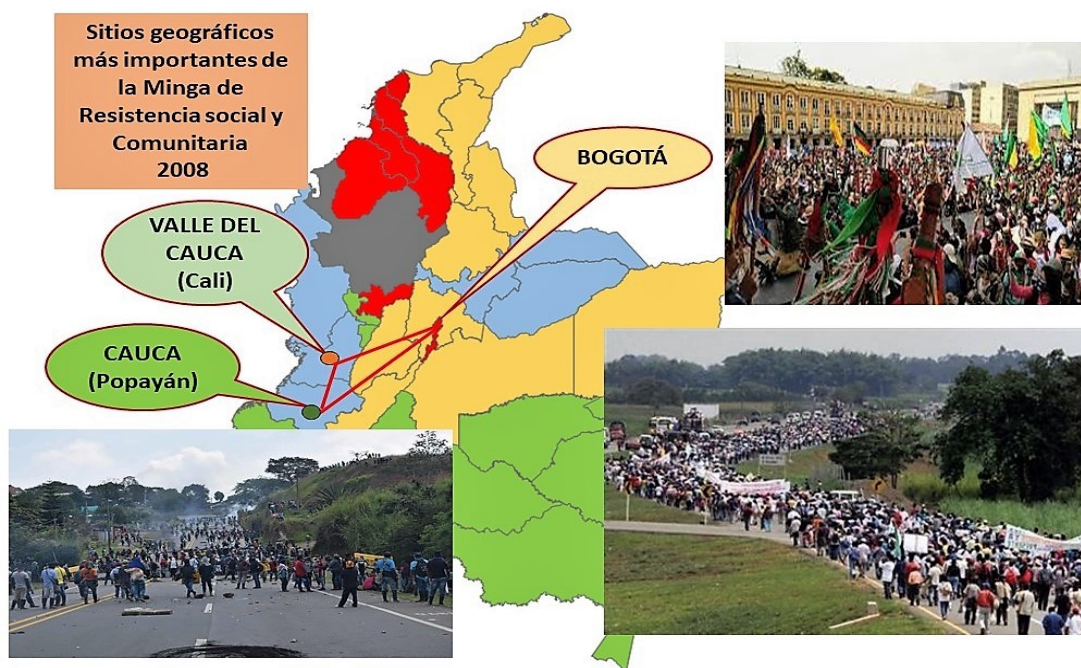 Sitios geográficos
más importantes de
la Minga de
Resistencia social y
Comunitaria
2008
BOGOTÁ
VALLE DEL
CAUCA
(Cali)
CAUCA
(Popayán)